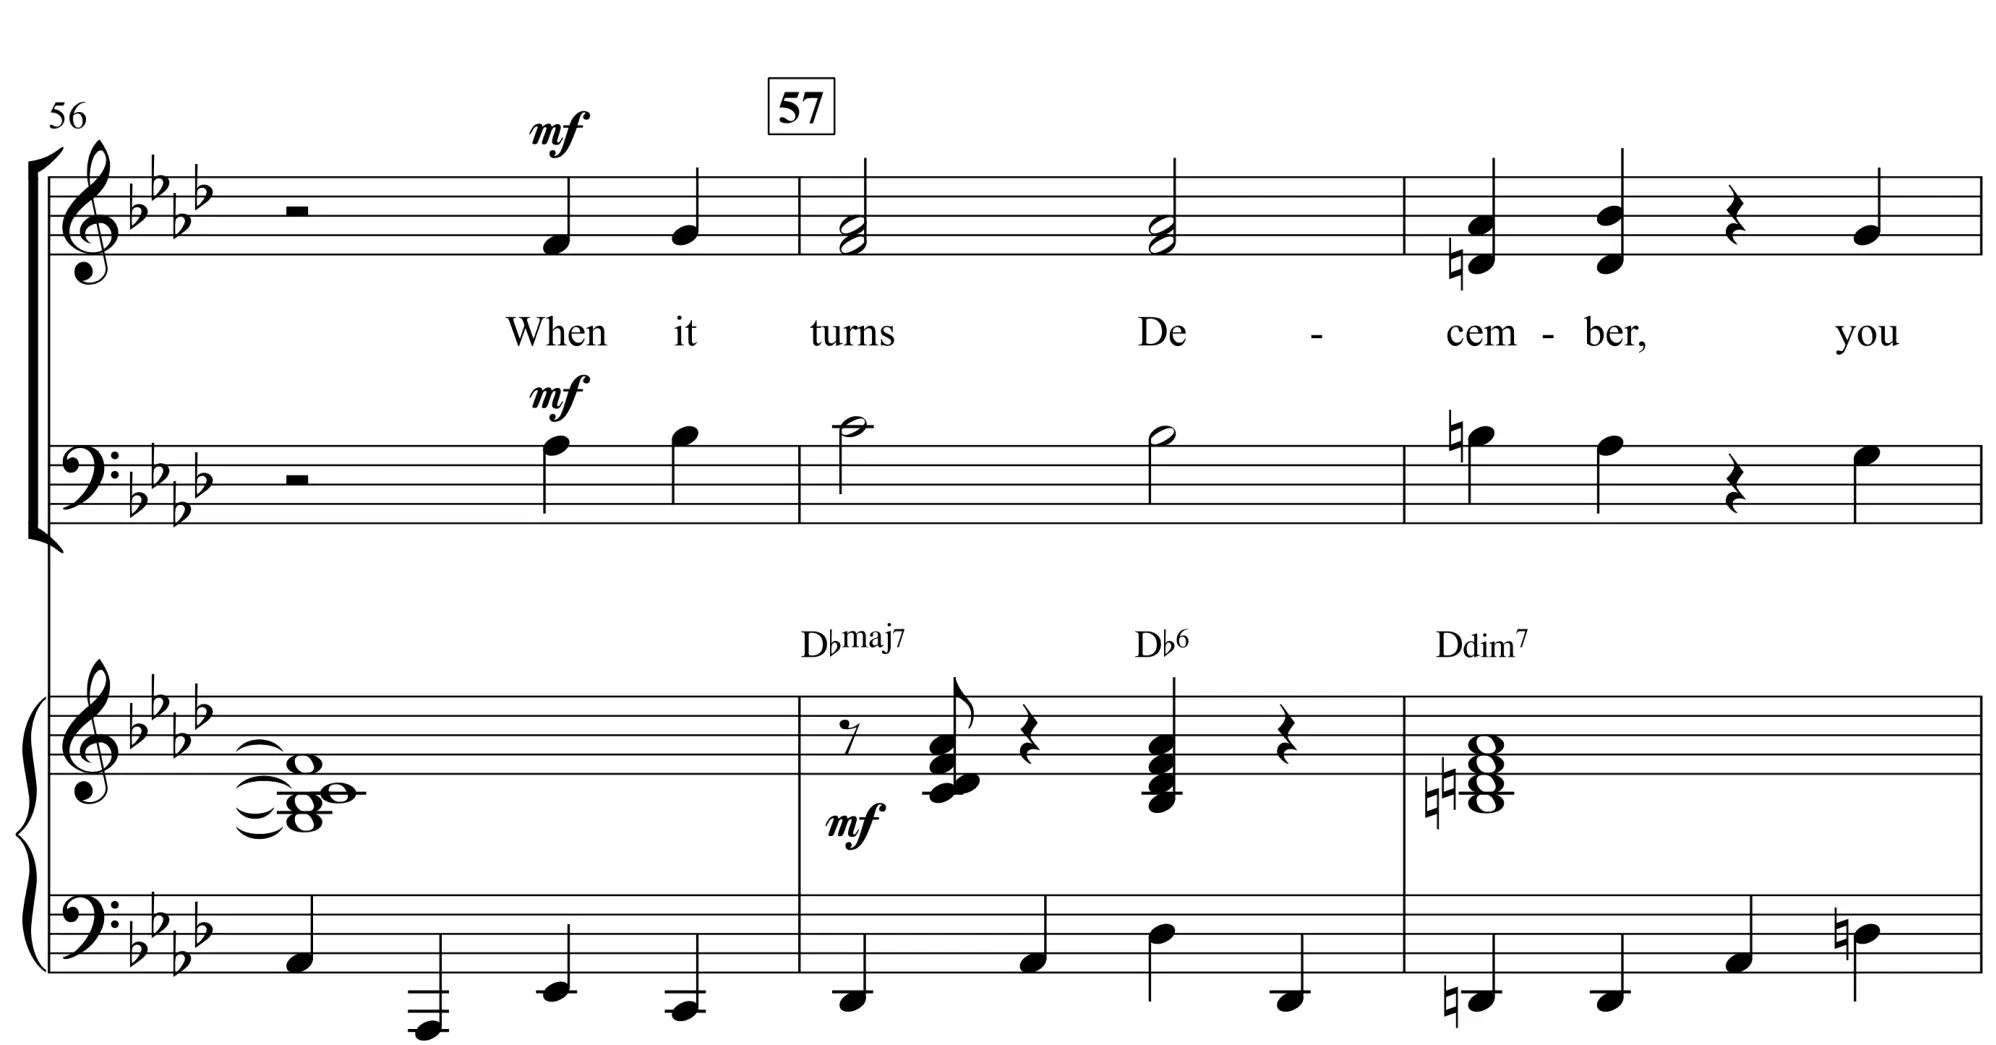 56
mf
57
When it turns De - cem - ber, you
mf
D♭maj7 D♭6 Ddim7
mf